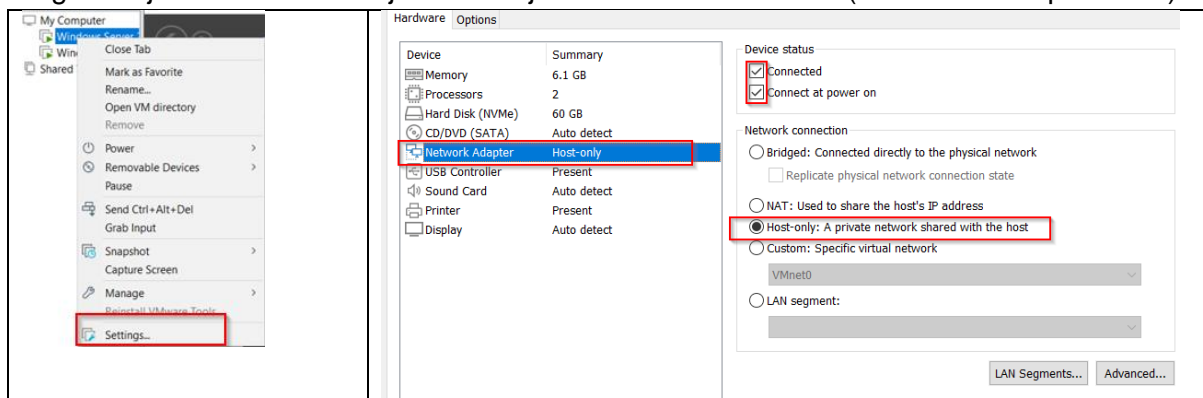 My Computer
Windows Server
Win
Shared
Close Tab
Mark as Favorite
Rename...
Open VM directory
Remove
Power
Removable Devices
Pause
Send Ctrl+Alt+Del
Grab Input
Snapshot
Capture Screen
Manage
Reinstall VMware Tools
Settings...
Hardware Options
Device Summary
Memory 6.1 GB
Processors 2
Hard Disk (NVMe) 60 GB
CD/DVD (SATA) Auto detect
Network Adapter Host-only
USB Controller Present
Sound Card Auto detect
Printer Present
Display Auto detect
Device status
Connected
Connect at power on
Network connection
Bridged: Connected directly to the physical network
Replicate physical network connection state
NAT: Used to share the host's IP address
Host-only: A private network shared with the host
Custom: Specific virtual network
VMnet0
LAN segment:
LAN Segments... Advanced...